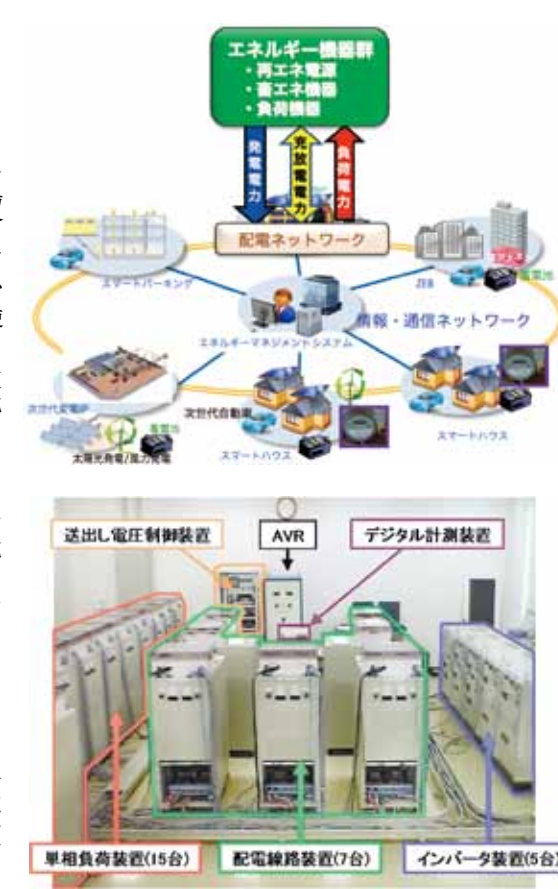 エネルギー機器群
・再エネ電源
・蓄エネ機器
・負荷機器
発電電力
充放電電力
負荷電力
配電ネットワーク
スマートパーキング
ZEB
蓄電池
情報・通信ネットワーク
エネルギーマネジメントシステム
次世代変電所
次世代自動車
蓄電池
太陽光発電/風力発電
スマートハウス
スマートハウス
送出し電圧制御装置
AVR
デジタル計測装置
単相負荷装置(15台)
配電線路装置(7台)
インバータ装置(5台)